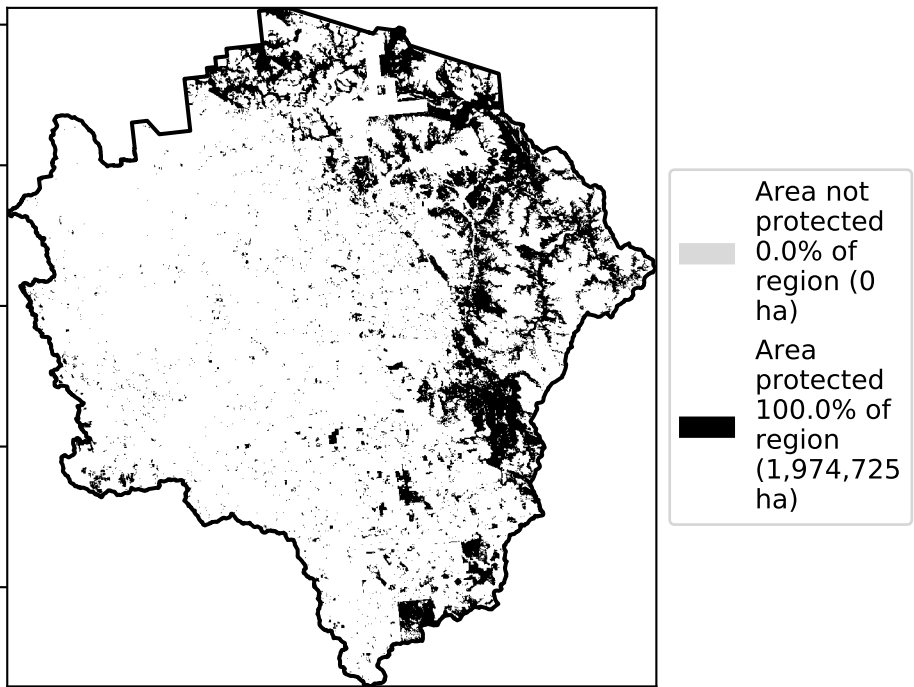 Area not
protected
0.0% of
region (0
ha)
Area
protected
100.0% of
region
(1,974,725
ha)